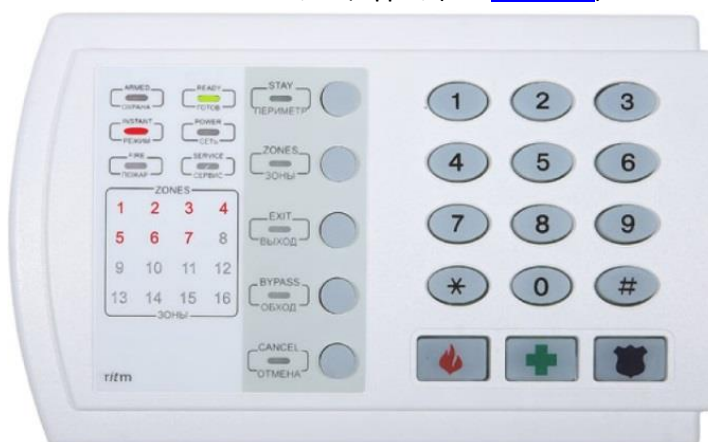 ARMED READY
ОХРАНА ГОТОВ
INSTANT POWER
РЕЖИМ СЕТЬ
FIRE SERVICE
ПОЖАР СЕРВИС
ZONES
1 2 3 4
5 6 7 8
9 10 11 12
13 14 15 16
ЗОНЫ
ritm
STAY
ПЕРИМЕТР
ZONES
ЗОНЫ
EXIT
ВЫХОД
BYPASS
ОБХОД
CANCEL
ОТМЕНА
1 2 3
4 5 6
7 8 9
* 0 #